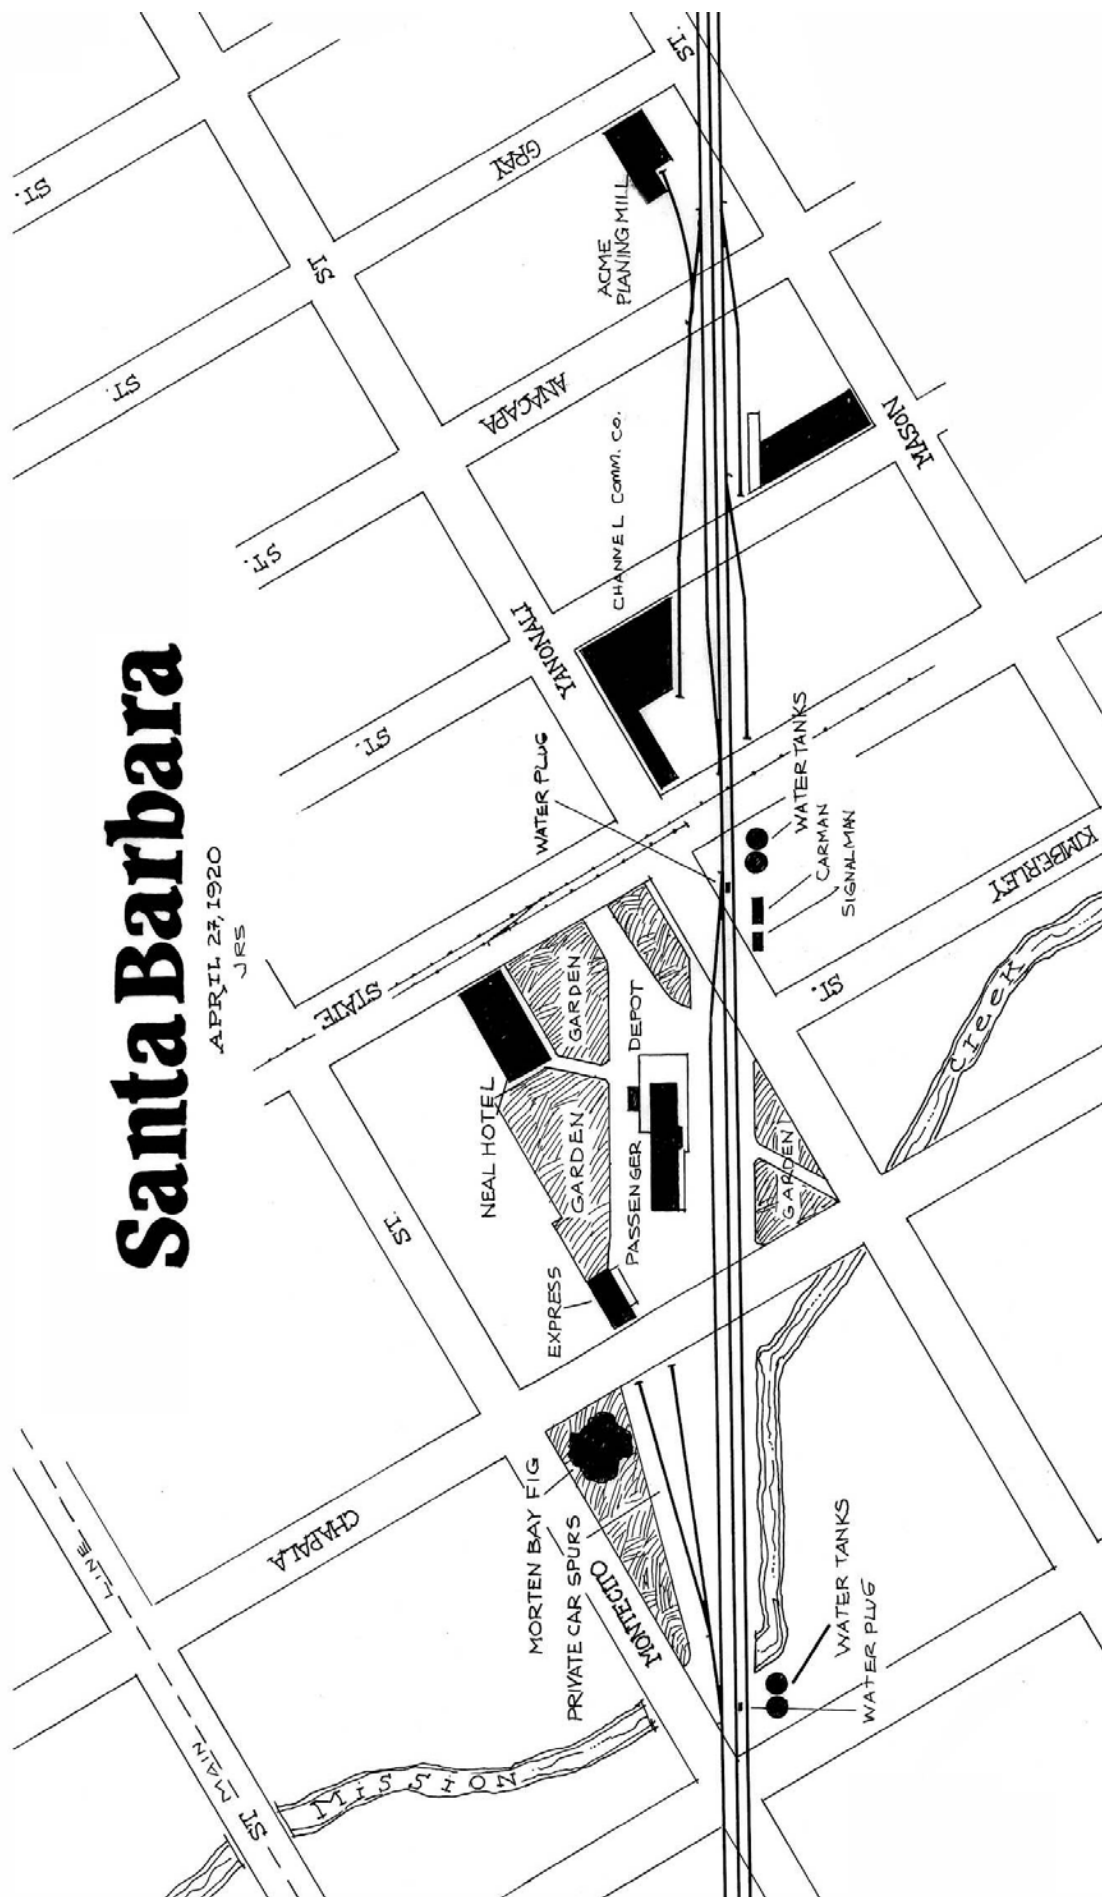 Santa Barbara
APRIL 27, 1920
JRS
ST.
ST.
ST.
ST.
ST.
ST.
ST.
GRAY
ST
ACME
PLANING MILL
ANACAPA
CHANNEL COMM. CO.
MASON
YANONALI
WATER PLUG
WATER TANKS
CARMAN
SIGNALMAN
KIMBERLEY
ST.
STATE
GARDEN
DEPOT
NEAL HOTEL
GARDEN
PASSENGER
GARDEN
EXPRESS
CreeK
MORTEN BAY FIG
PRIVATE CAR SPURS
MONTECITO
CHAPALA
LINE
MAIN
ST
MISSION
WATER TANKS
WATER PLUG